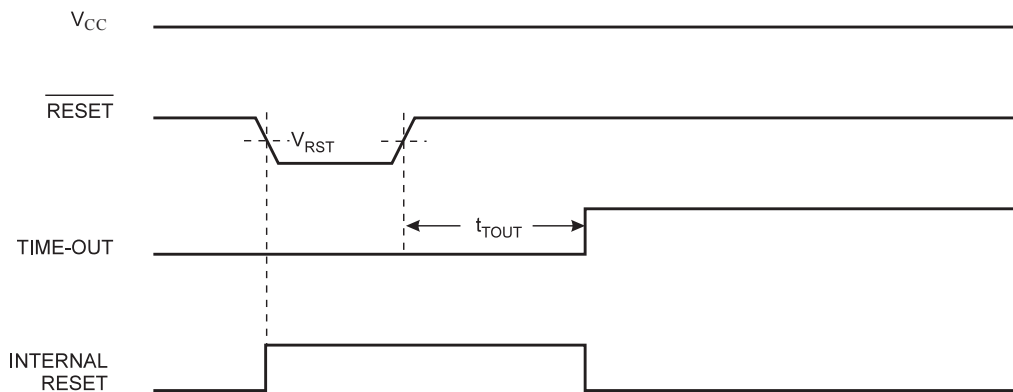 VCC
RESET
VRST
tTOUT
TIME-OUT
INTERNAL
RESET